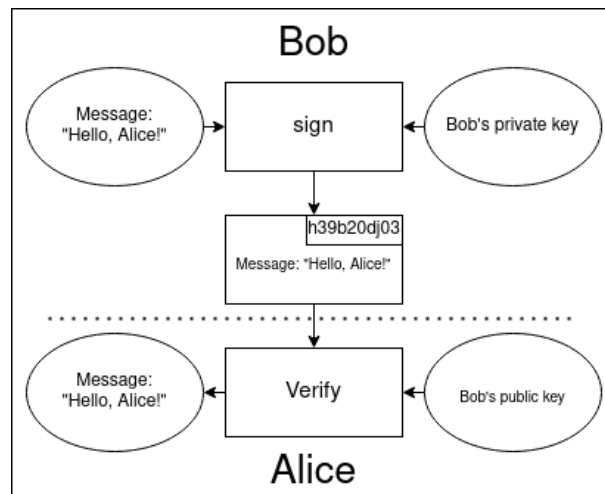 Bob
Message:
"Hello, Alice!"
sign
Bob's private key
h39b20dj03
Message: "Hello, Alice!"
Message:
"Hello, Alice!"
Verify
Bob's public key
Alice